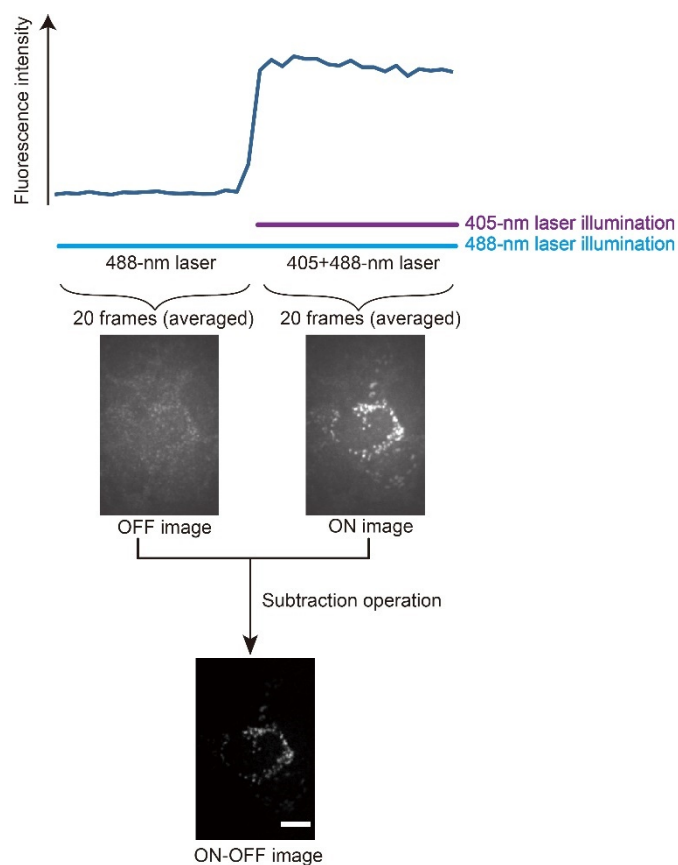 Fluorescence intensity
405-nm laser illumination
488-nm laser illumination
488-nm laser
405+488-nm laser
20 frames (averaged)
20 frames (averaged)
OFF image
ON image
Subtraction operation
ON-OFF image